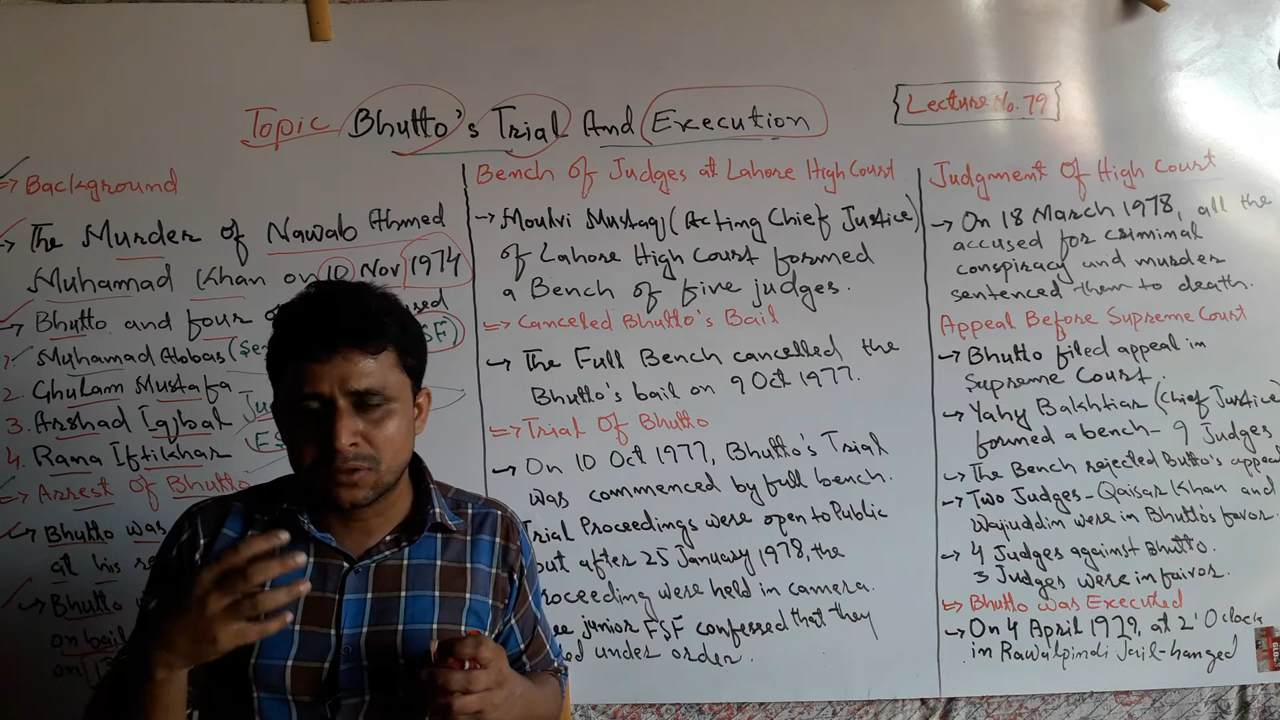 Topic Bhutto's Trial And Execution
Lecture No. 79
=> Background
→ The Murder of Nawab Ahmed
Muhamad Khan on 10 Nov 1974
→ Bhutto and four
1. Muhamad Abbas
2. Ghulam Mustafa
3. Arshad Iqbal
4. Rana Iftikhar
=> Arrest Of Bhutto
→ Bhutto was
at his
→ Bhutto
on bail
on 13
Bench Of Judges at Lahore High Court
→ Moulvi Mustaq (Acting Chief Justice)
of Lahore High Court formed
a Bench of five judges.
=> Canceled Bhutto's Bail
→ The Full Bench cancelled the
Bhutto's bail on 9 Oct 1977.
=> Trial Of Bhutto
→ On 10 Oct 1977, Bhutto's Trial
was commenced by full bench.
rial Proceedings were open to Public
but after 25 January 1978, the
roceeding were held in camera.
ee junior FSF confessed that they
ed under order.
Judgment Of High Court
→ On 18 March 1978, all the
accused for criminal
conspiracy and murder
sentenced them to death.
Appeal Before Supreme Court
→ Bhutto filed appeal in
Supreme Court.
→ Yahy Bakhtiar (Chief Justice)
formed a bench - 9 Judges
→ The Bench rejected Butto's appeal
→ Two Judges - Qaisar Khan and
Wajuddim were in Bhutto's favor.
→ 4 Judges against Bhutto.
3 Judges were in faivor.
=> Bhutto was Executed
→ On 4 April 1979, at 2' O'clock
in Rawalpindi Jail-hanged